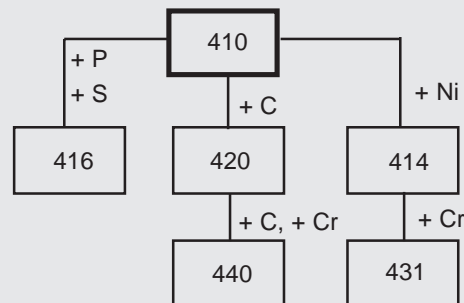 410
+ P
+ S
+ C
+ Ni
416
420
414
+ C, + Cr
+ Cr
440
431